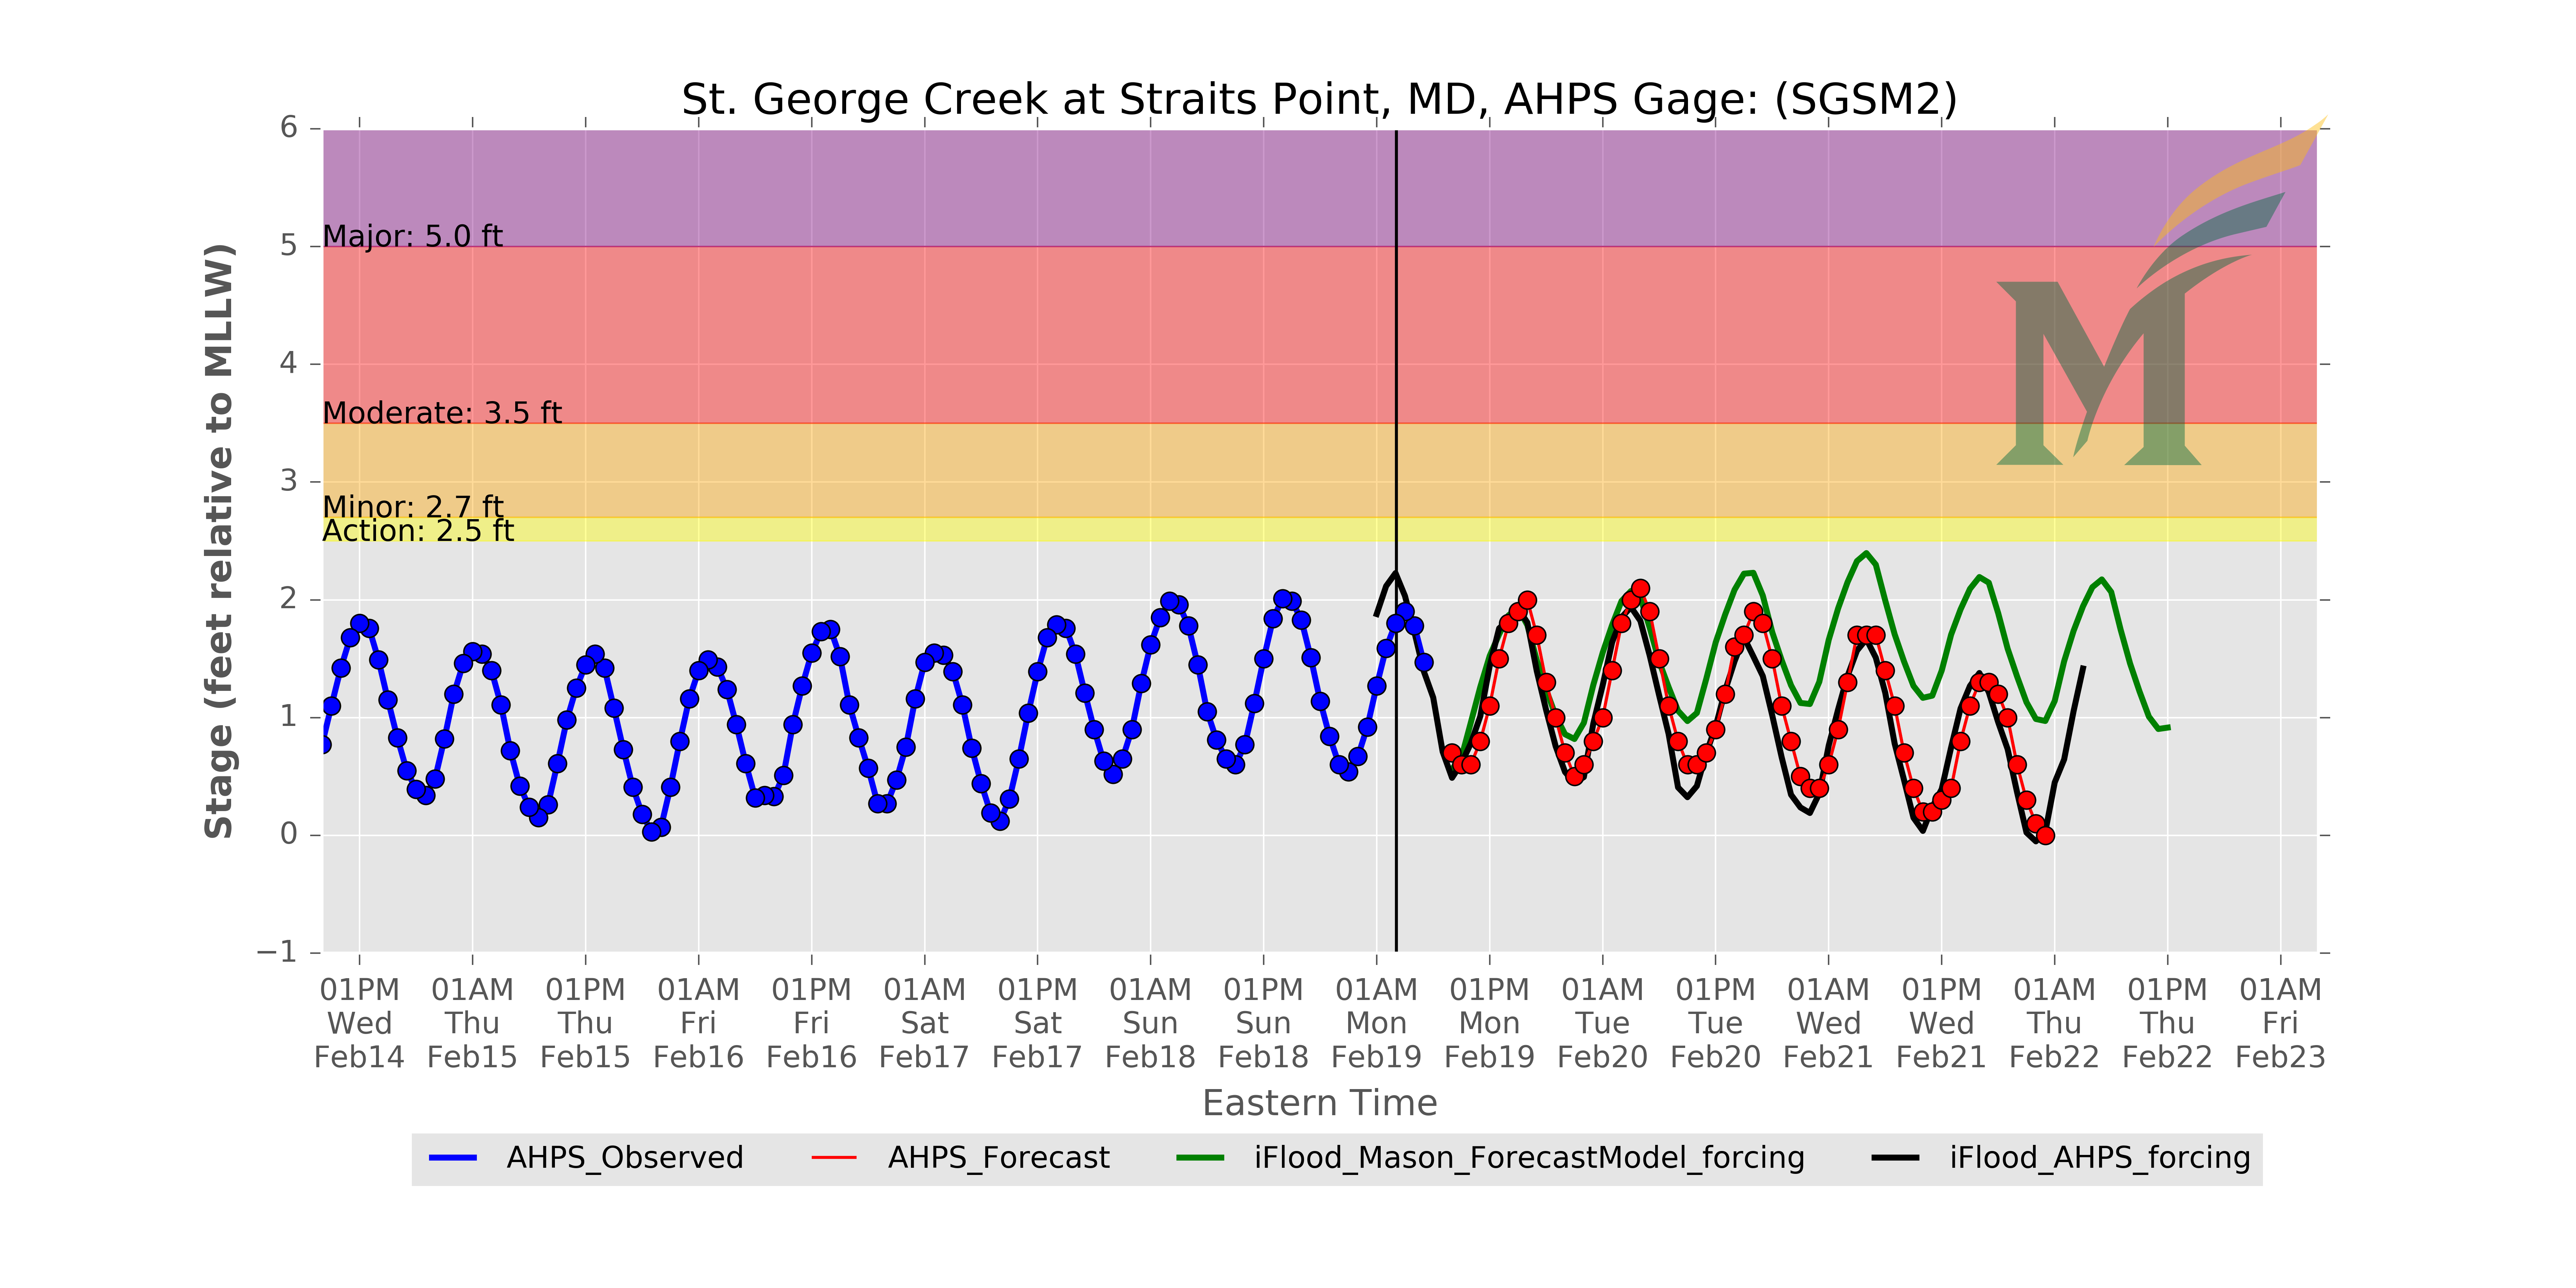 St. George Creek at Straits Point, MD, AHPS Gage: (SGSM2)
Stage (feet relative to MLLW)
6
5
4
3
2
1
0
−1
Major: 5.0 ft
Moderate: 3.5 ft
Minor: 2.7 ft
Action: 2.5 ft
M
01PM 01AM 01PM 01AM 01PM 01AM 01PM 01AM 01PM 01AM 01PM 01AM 01PM 01AM 01PM 01AM 01PM 01AM
Wed Thu Thu Fri Fri Sat Sat Sun Sun Mon Mon Tue Tue Wed Wed Thu Thu Fri
Feb14 Feb15 Feb15 Feb16 Feb16 Feb17 Feb17 Feb18 Feb18 Feb19 Feb19 Feb20 Feb20 Feb21 Feb21 Feb22 Feb22 Feb23
Eastern Time
AHPS_Observed AHPS_Forecast iFlood_Mason_ForecastModel_forcing iFlood_AHPS_forcing